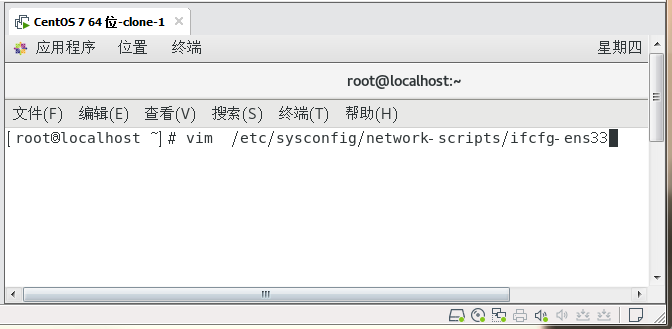 CentOS 7 64 位-clone-1
应用程序 位置 终端 星期四
root@localhost:~
文件(F) 编辑(E) 查看(V) 搜索(S) 终端(T) 帮助(H)
[root@localhost ~]# vim  /etc/sysconfig/network-scripts/ifcfg-ens33